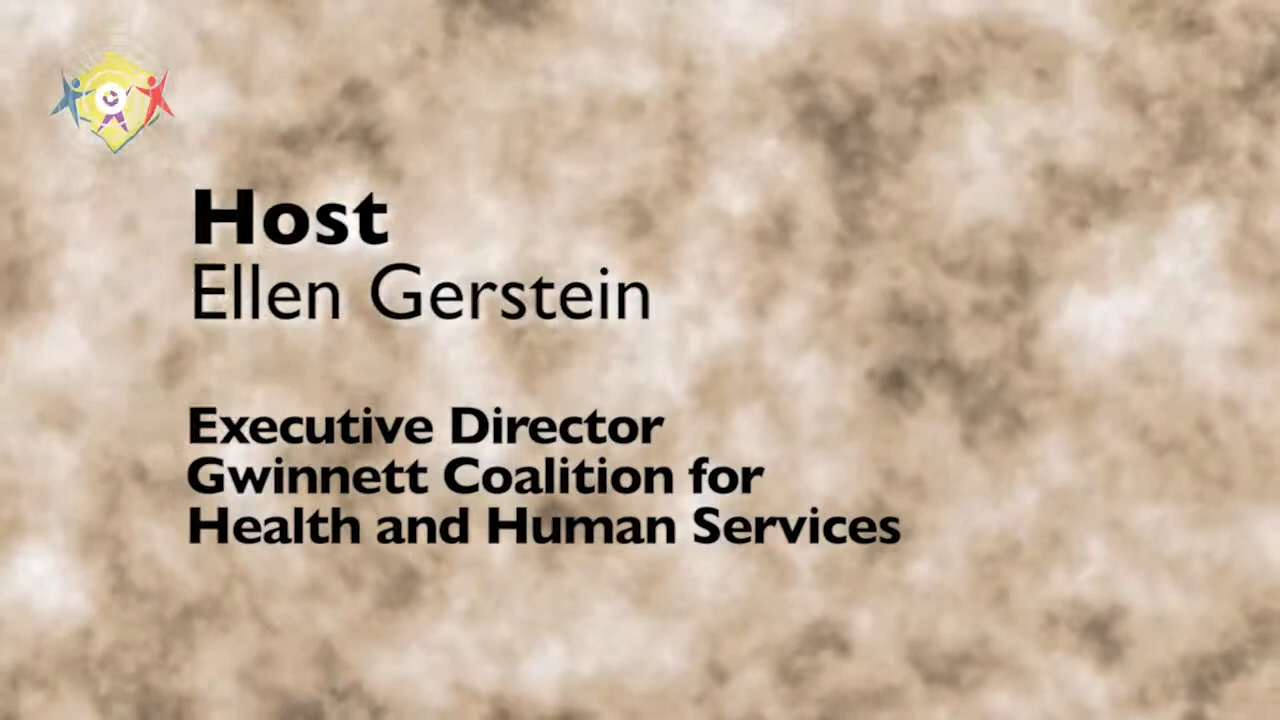 Host
Ellen Gerstein
Executive Director
Gwinnett Coalition for
Health and Human Services